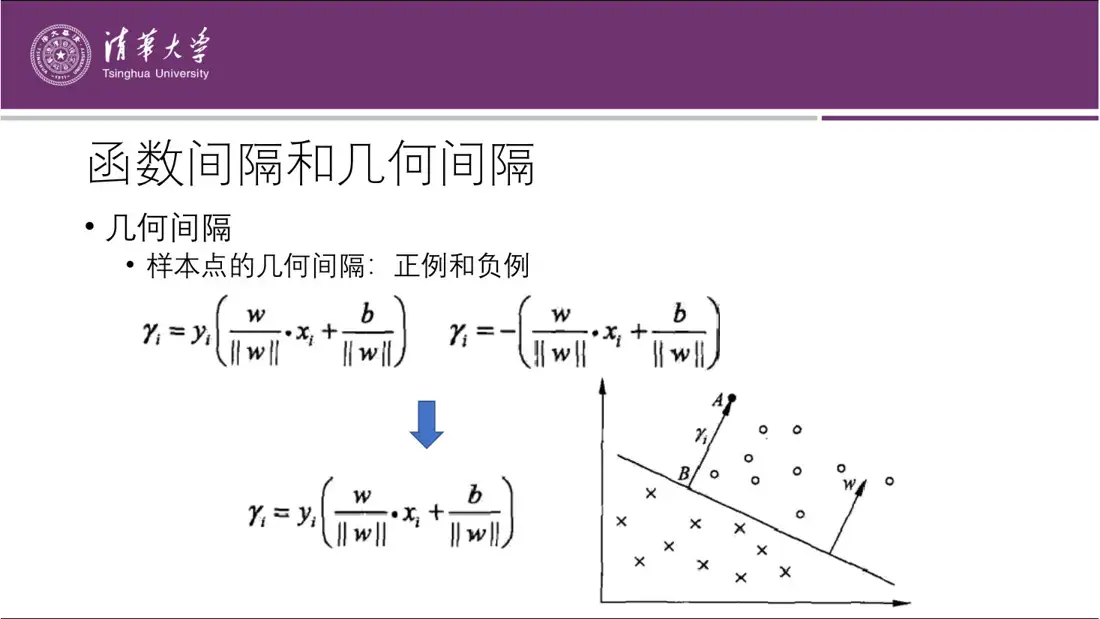 清华大学
Tsinghua University
函数间隔和几何间隔
• 几何间隔
• 样本点的几何间隔：正例和负例
γᵢ = yᵢ(w/‖w‖ · xᵢ + b/‖w‖) γᵢ = −(w/‖w‖ · xᵢ + b/‖w‖)
γᵢ = yᵢ(w/‖w‖ · xᵢ + b/‖w‖)
A
γᵢ
B
w